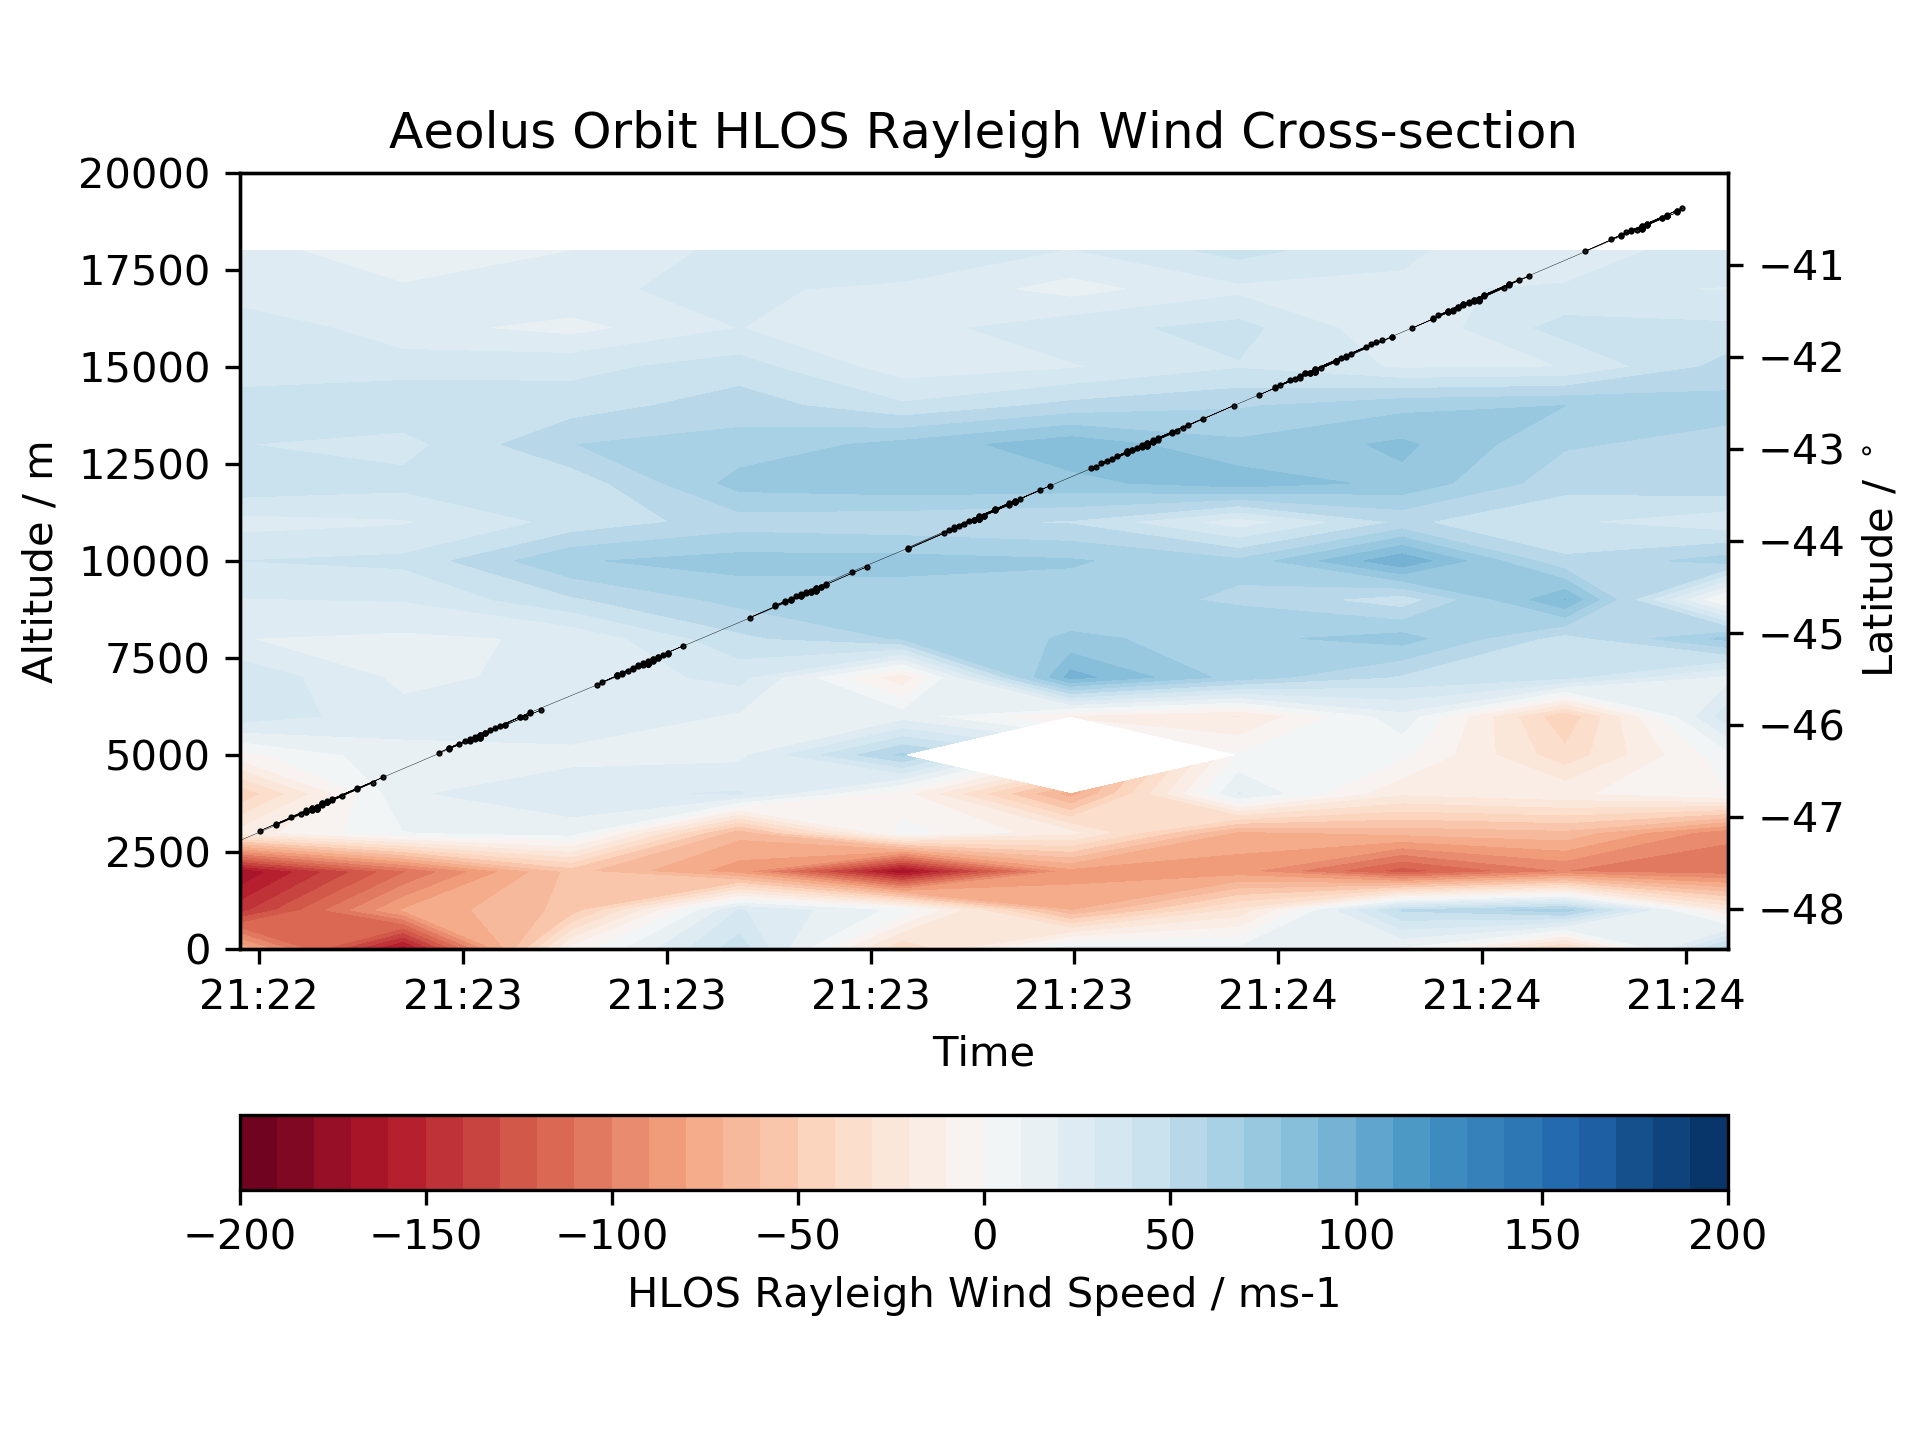 Aeolus Orbit HLOS Rayleigh Wind Cross-section
20000
17500
15000
12500
10000
7500
5000
2500
0
Altitude / m
−41
−42
−43
−44
−45
−46
−47
−48
Latitude / °
21:22 21:23 21:23 21:23 21:23 21:24 21:24 21:24
Time
−200 −150 −100 −50 0 50 100 150 200
HLOS Rayleigh Wind Speed / ms-1